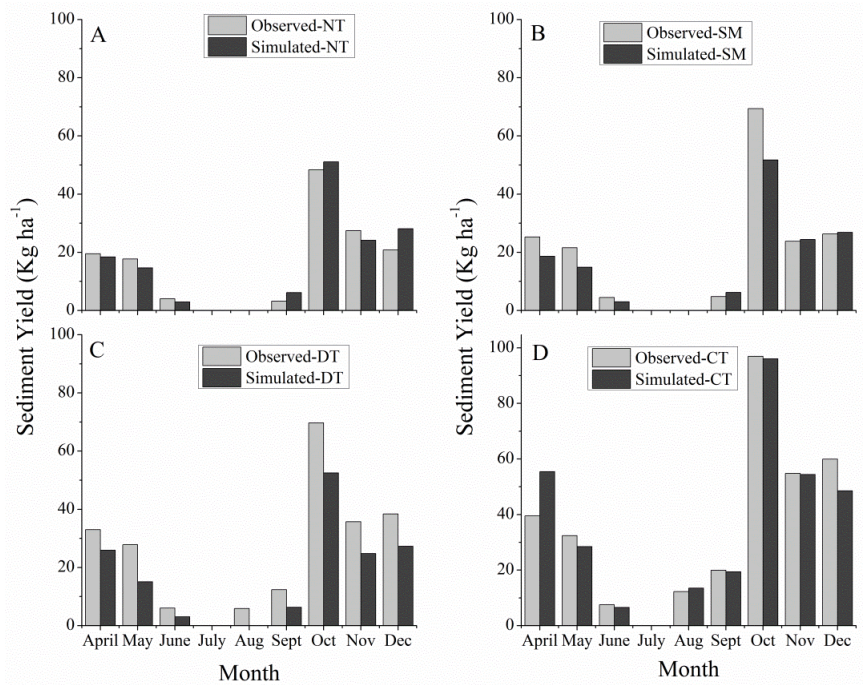 A
Observed-NT
Simulated-NT
B
Observed-SM
Simulated-SM
100
80
60
40
20
0
100
80
60
40
20
0
Sediment Yield (Kg ha-1)
Sediment Yield (Kg ha-1)
C
Observed-DT
Simulated-DT
D
Observed-CT
Simulated-CT
100
80
60
40
20
0
100
80
60
40
20
0
April May June July Aug Sept Oct Nov Dec
April May June July Aug Sept Oct Nov Dec
Month
Month